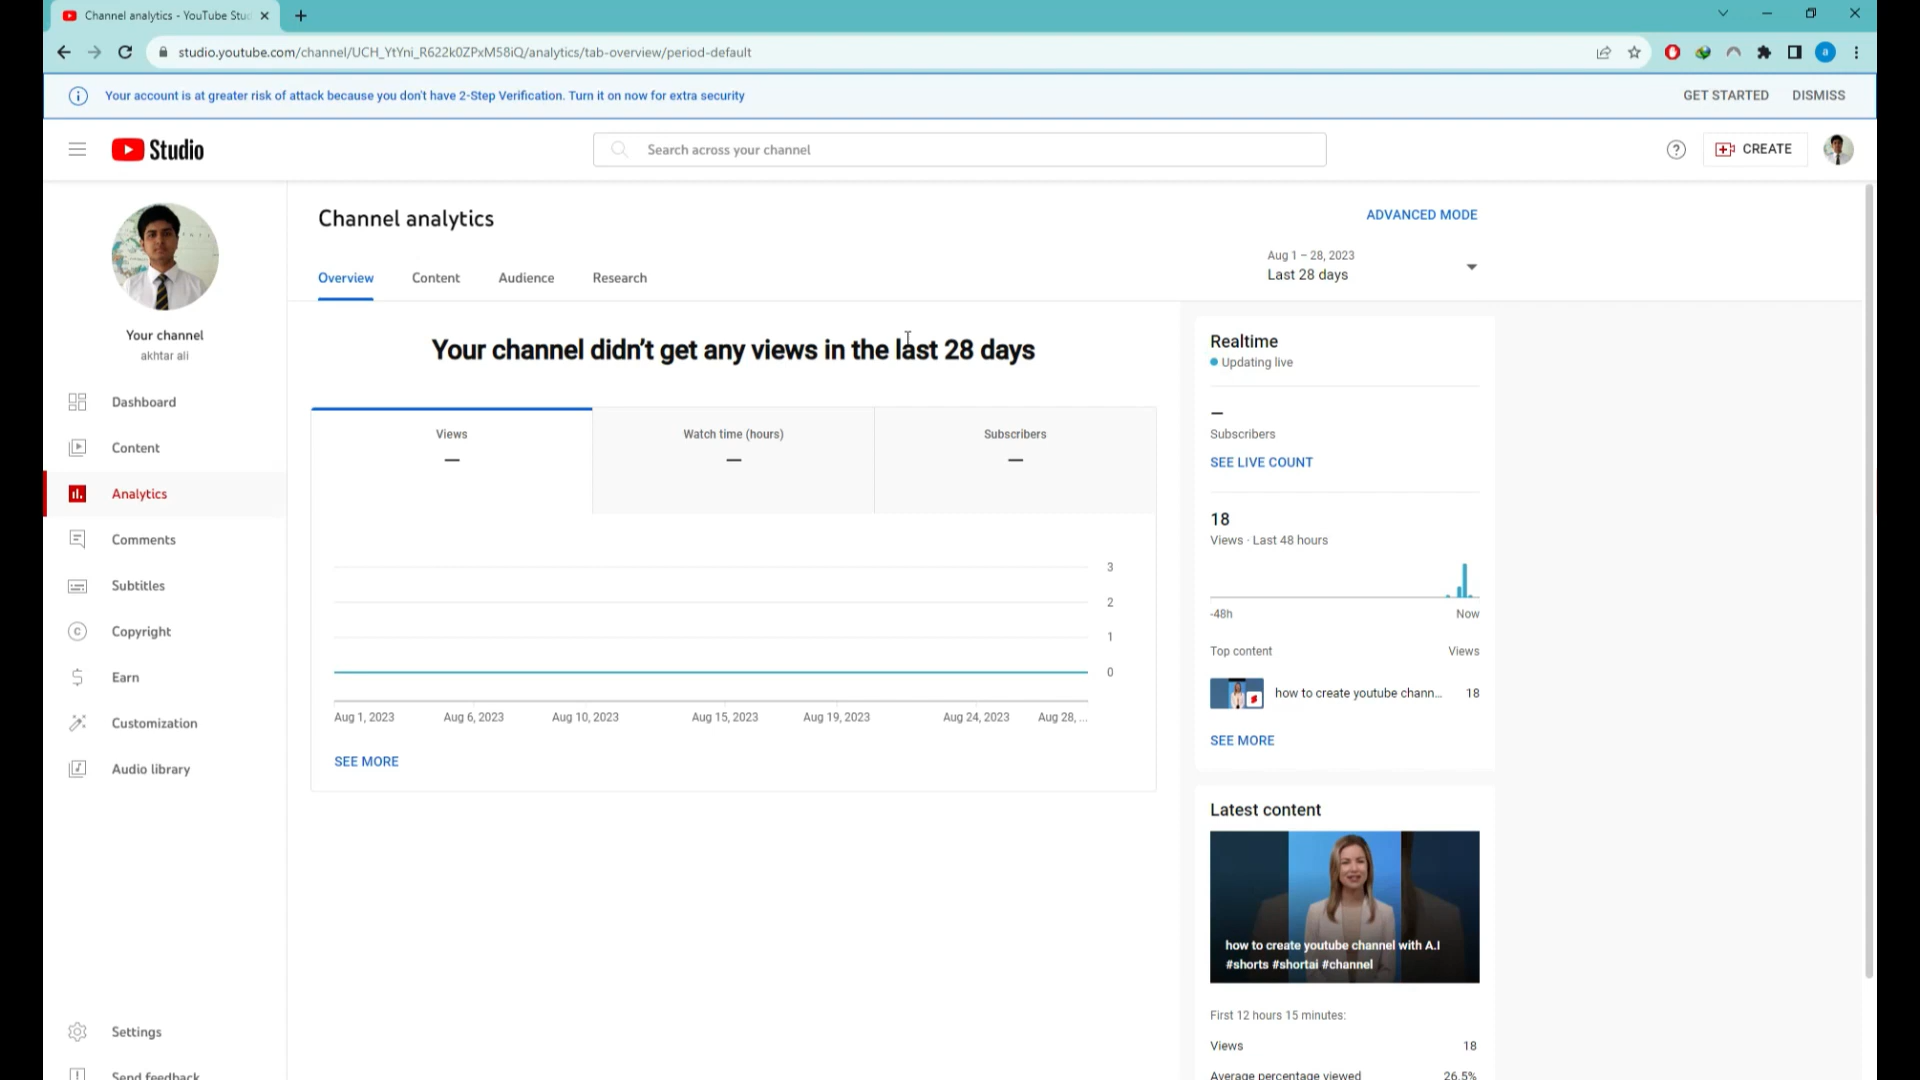 Channel analytics - YouTube Stu
studio.youtube.com/channel/UCH_YtYni_R622k0ZPxM58iQ/analytics/tab-overview/period-default
a
Your account is at greater risk of attack because you don't have 2-Step Verification. Turn it on now for extra security
GET STARTED
DISMISS
Studio
Search across your channel
CREATE
Your channel
akhtar ali
Dashboard
Content
Analytics
Comments
Subtitles
Copyright
Earn
Customization
Audio library
Settings
Send feedback
Channel analytics
ADVANCED MODE
Overview
Content
Audience
Research
Aug 1 – 28, 2023
Last 28 days
Your channel didn't get any views in the last 28 days
Views
—
Watch time (hours)
—
Subscribers
—
3
2
1
0
Aug 1, 2023
Aug 6, 2023
Aug 10, 2023
Aug 15, 2023
Aug 19, 2023
Aug 24, 2023
Aug 28, ...
SEE MORE
Realtime
Updating live
—
Subscribers
SEE LIVE COUNT
18
Views · Last 48 hours
-48h
Now
Top content
Views
how to create youtube chann...
18
SEE MORE
Latest content
how to create youtube channel with A.I
#shorts #shortai #channel
First 12 hours 15 minutes:
Views
18
Average percentage viewed
26.5%